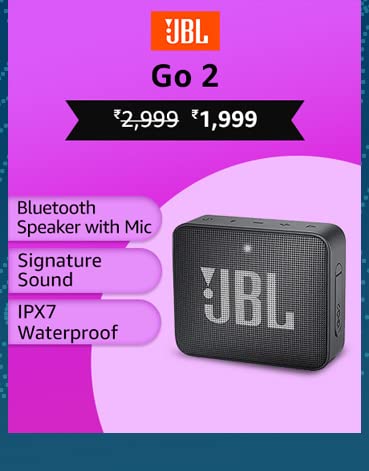 JBL
Go 2
₹2,999 ₹1,999
Bluetooth
Speaker with Mic
Signature
Sound
IPX7
Waterproof
JBL